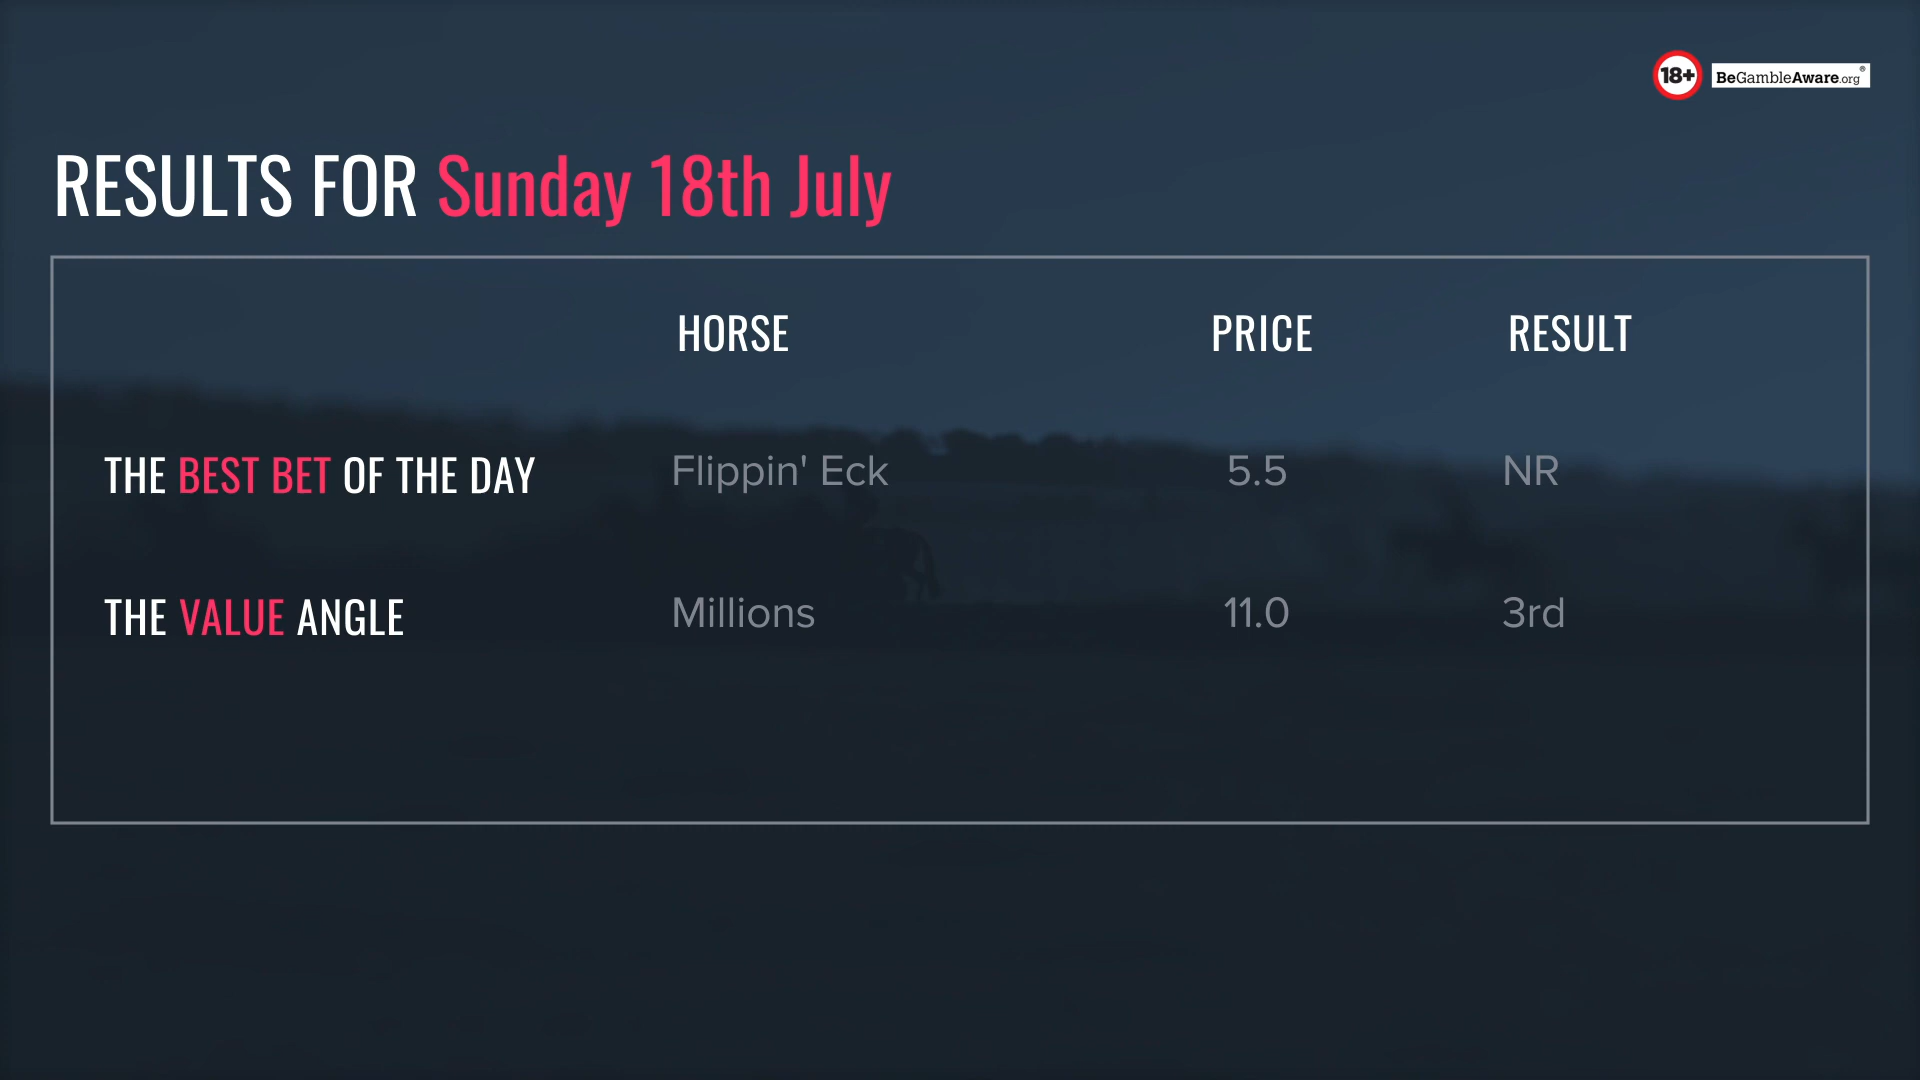 18+ BeGambleAware.org®
RESULTS FOR Sunday 18th July
HORSE PRICE RESULT
THE BEST BET OF THE DAY Flippin' Eck 5.5 NR
THE VALUE ANGLE Millions 11.0 3rd